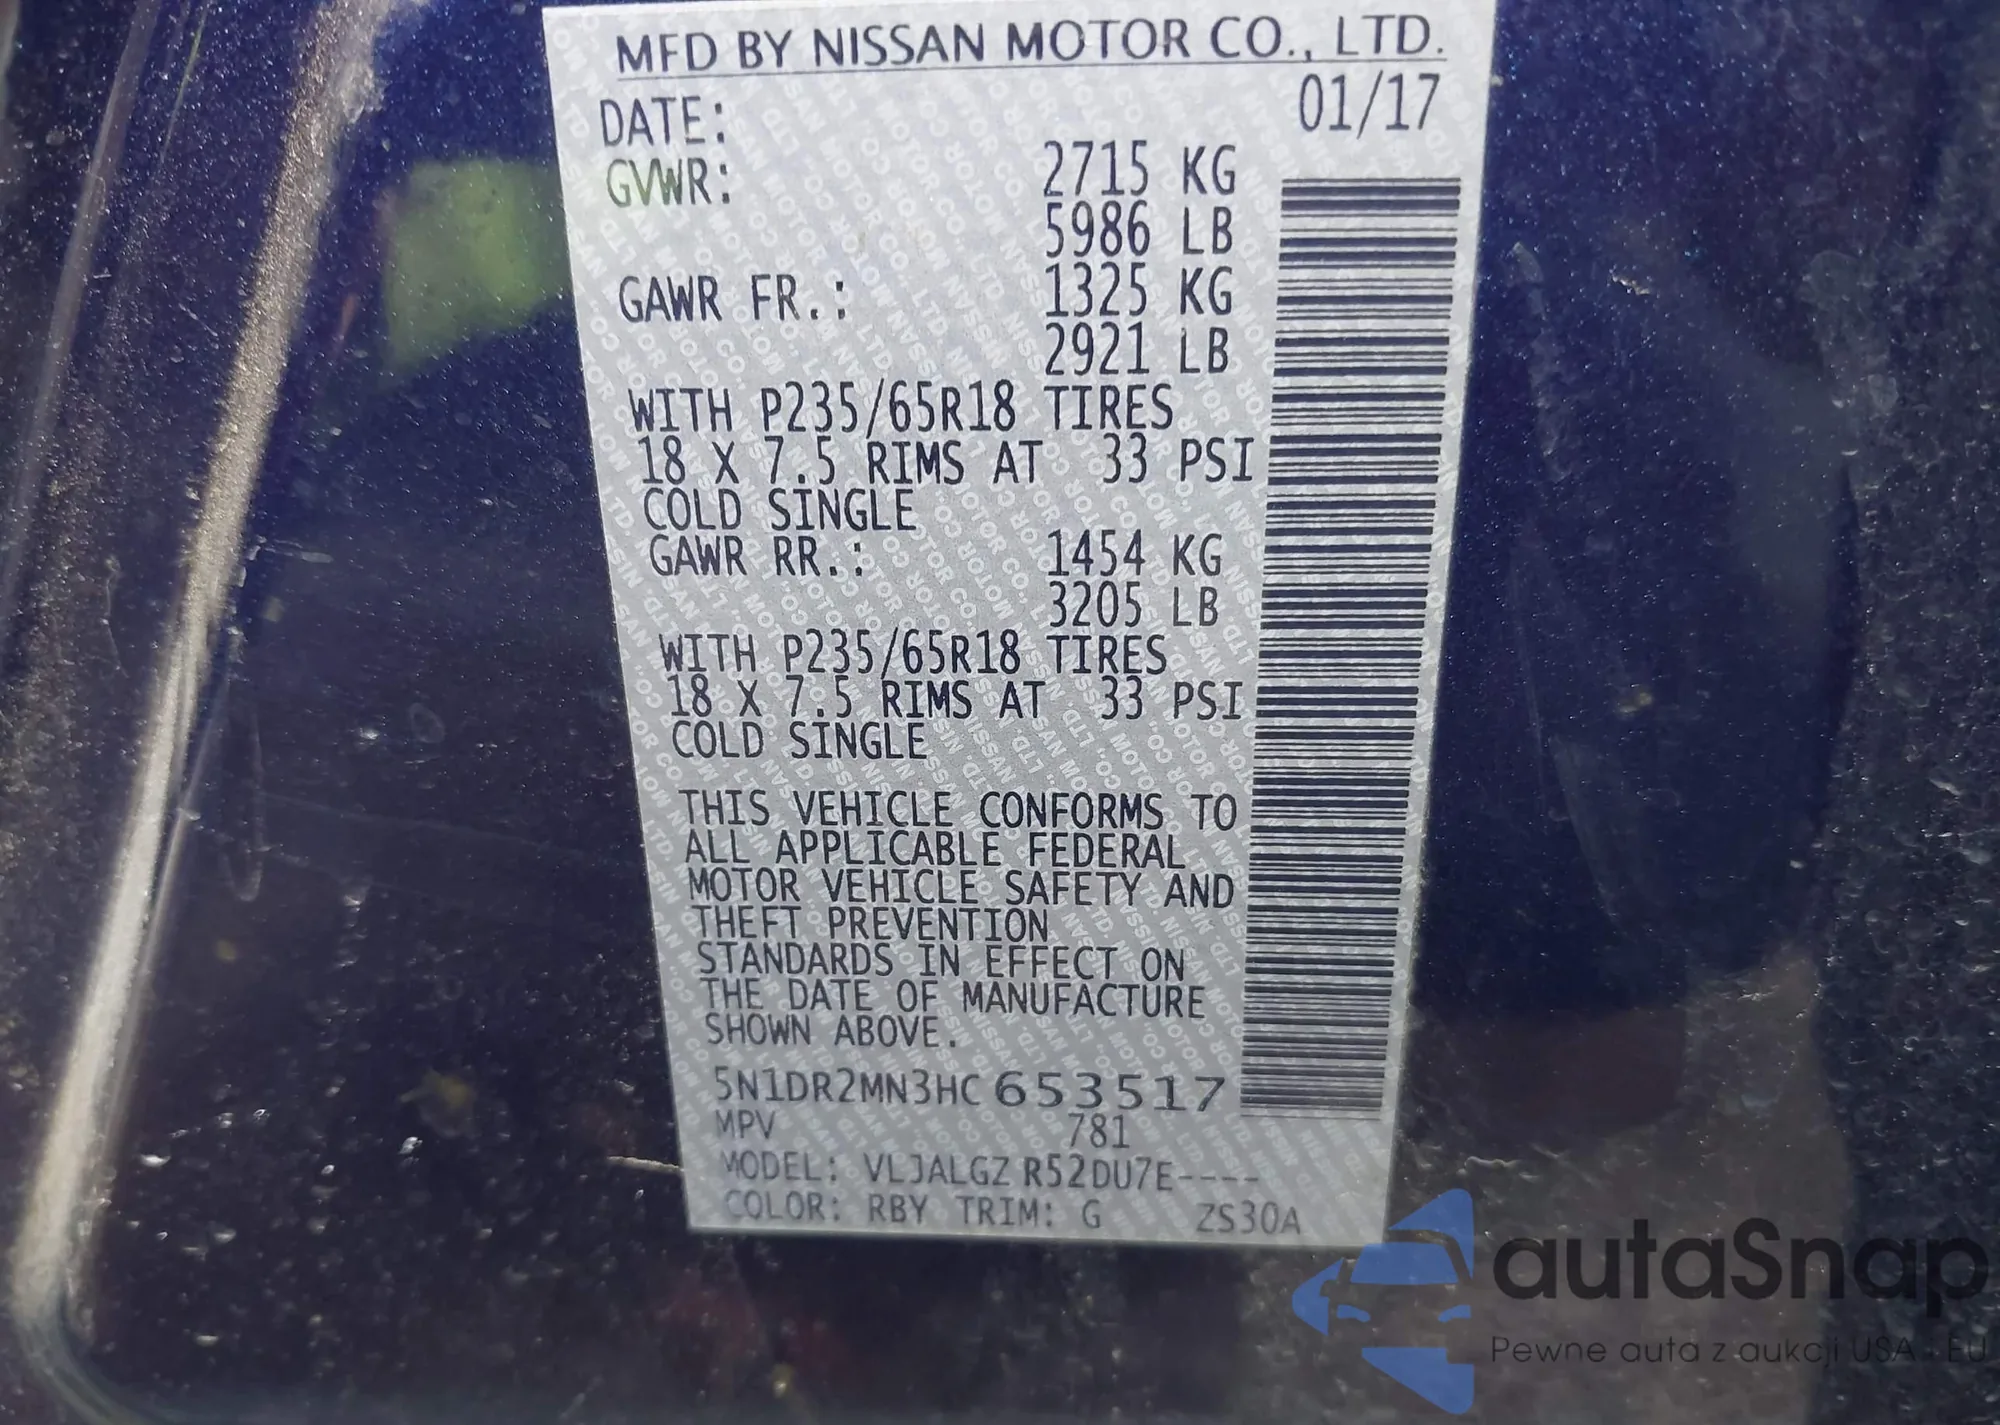 MFD BY NISSAN MOTOR CO., LTD.
DATE: 01/17
GVWR: 2715 KG
5986 LB
GAWR FR.: 1325 KG
2921 LB
WITH P235/65R18 TIRES
18 X 7.5 RIMS AT 33 PSI
COLD SINGLE
GAWR RR.: 1454 KG
3205 LB
WITH P235/65R18 TIRES
18 X 7.5 RIMS AT 33 PSI
COLD SINGLE
THIS VEHICLE CONFORMS TO
ALL APPLICABLE FEDERAL
MOTOR VEHICLE SAFETY AND
THEFT PREVENTION
STANDARDS IN EFFECT ON
THE DATE OF MANUFACTURE
SHOWN ABOVE.
5N1DR2MN3HC653517
MPV 781
MODEL: VLJALGZ R52DU7E----
COLOR: RBY TRIM: G ZS30A
autaSnap
Pewne auta z aukcji USA i EU